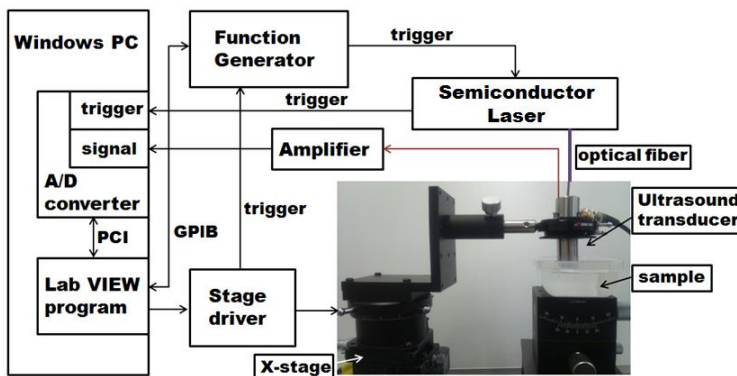 Windows PC
Function
Generator
trigger
Semiconductor
Laser
trigger
trigger
signal
Amplifier
optical fiber
A/D
converter
trigger
GPIB
PCI
Ultrasound
transducer
Lab VIEW
program
Stage
driver
sample
X-stage